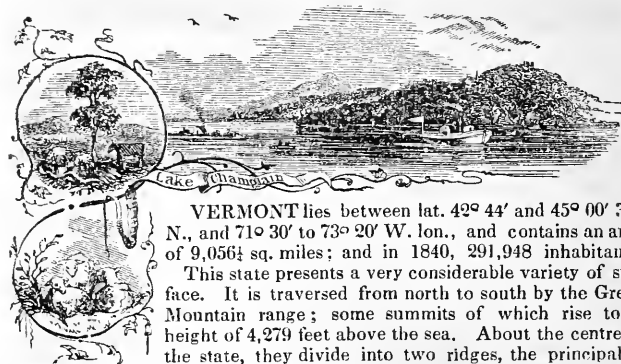 Lake Champlain
VERMONT lies between lat. 42° 44′ and 45° 00′
N., and 71° 30′ to 73° 20′ W. lon., and contains an
of 9,056¼ sq. miles; and in 1840, 291,948
This state presents a very considerable variety of
face. It is traversed from north to south by the
Mountain range; some summits of which rise to
height of 4,279 feet above the sea. About the centre
the state, they divide into two ridges, the principal